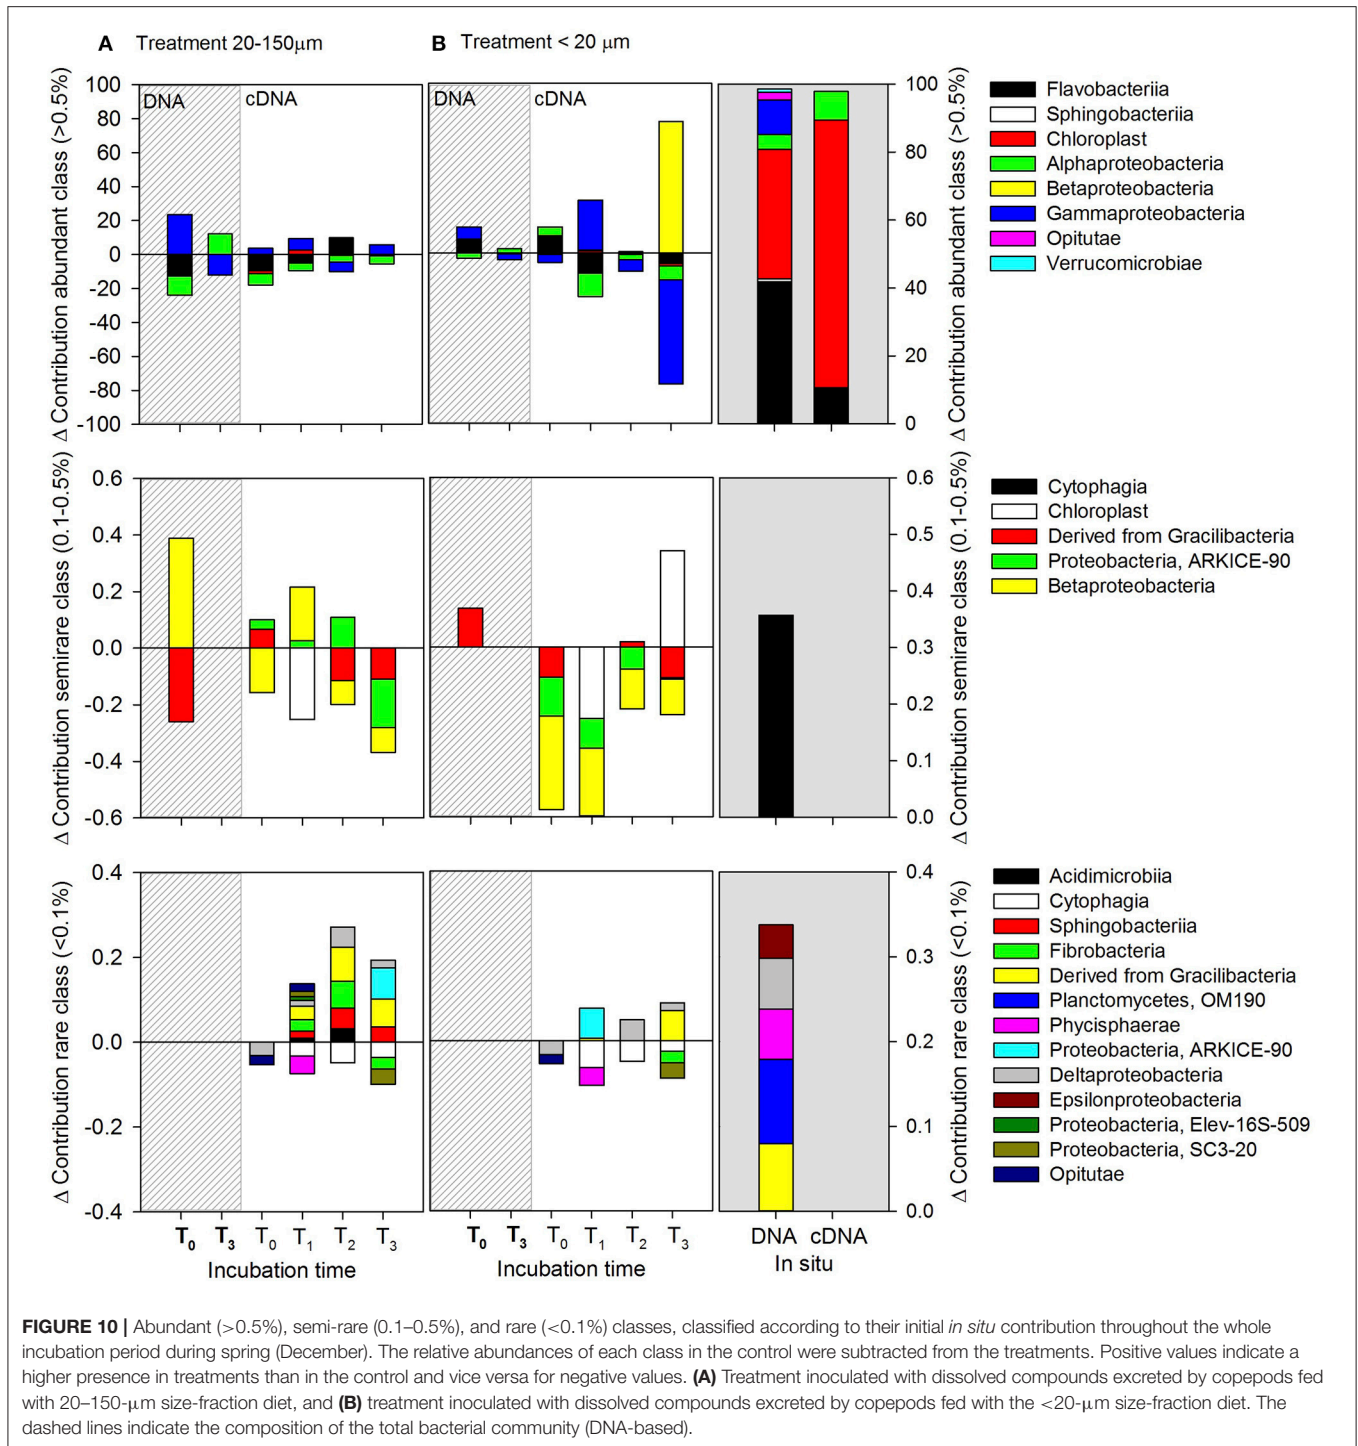 A Treatment 20-150µm
B Treatment < 20 µm
DNA cDNA
DNA cDNA
Δ Contribution abundant class (>0.5%)
100
80
60
40
20
0
-20
-40
-60
-80
-100
100
80
60
40
20
0
Δ Contribution abundant class (>0.5%)
Flavobacteriia
Sphingobacteriia
Chloroplast
Alphaproteobacteria
Betaproteobacteria
Gammaproteobacteria
Opitutae
Verrucomicrobiae
Δ Contribution semirare class (0.1-0.5%)
0.6
0.4
0.2
0.0
-0.2
-0.4
-0.6
0.6
0.5
0.4
0.3
0.2
0.1
0.0
Δ Contribution semirare class (0.1-0.5%)
Cytophagia
Chloroplast
Derived from Gracilibacteria
Proteobacteria, ARKICE-90
Betaproteobacteria
Δ Contribution rare class (<0.1%)
0.4
0.2
0.0
-0.2
-0.4
0.4
0.3
0.2
0.1
0.0
Δ Contribution rare class (<0.1%)
Acidimicrobiia
Cytophagia
Sphingobacteriia
Fibrobacteria
Derived from Gracilibacteria
Planctomycetes, OM190
Phycisphaerae
Proteobacteria, ARKICE-90
Deltaproteobacteria
Epsilonproteobacteria
Proteobacteria, Elev-16S-509
Proteobacteria, SC3-20
Opitutae
T0 T3 T0 T1 T2 T3
Incubation time
T0 T3 T0 T1 T2 T3
Incubation time
DNA cDNA
In situ
FIGURE 10 | Abundant (>0.5%), semi-rare (0.1–0.5%), and rare (<0.1%) classes, classified according to their initial in situ contribution throughout the whole
incubation period during spring (December). The relative abundances of each class in the control were subtracted from the treatments. Positive values indicate a
higher presence in treatments than in the control and vice versa for negative values. (A) Treatment inoculated with dissolved compounds excreted by copepods fed
with 20–150-µm size-fraction diet, and (B) treatment inoculated with dissolved compounds excreted by copepods fed with the <20-µm size-fraction diet. The
dashed lines indicate the composition of the total bacterial community (DNA-based).